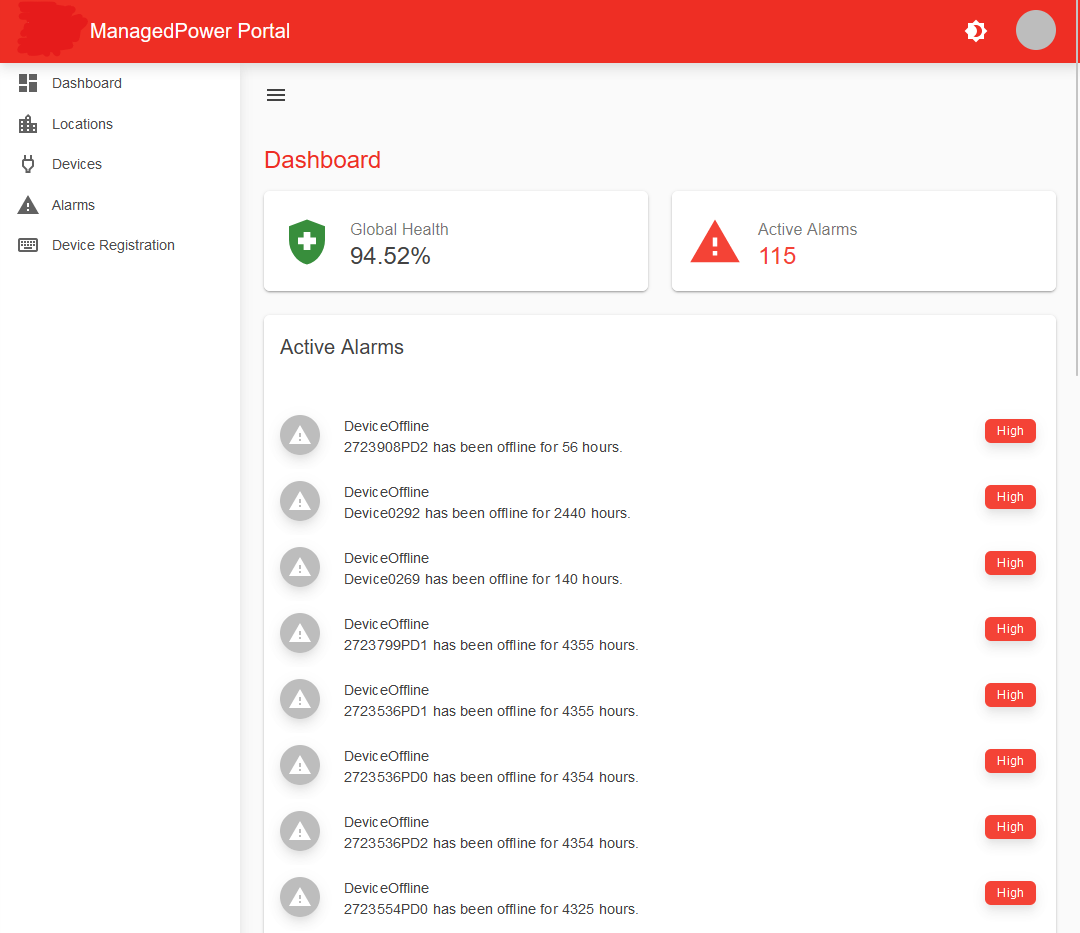 ManagedPower Portal
Dashboard
Locations
Devices
Alarms
Device Registration
Dashboard
Global Health
94.52%
Active Alarms
115
Active Alarms
DeviceOffline
2723908PD2 has been offline for 56 hours.
High
DeviceOffline
Device0292 has been offline for 2440 hours.
High
DeviceOffline
Device0269 has been offline for 140 hours.
High
DeviceOffline
2723799PD1 has been offline for 4355 hours.
High
DeviceOffline
2723536PD1 has been offline for 4355 hours.
High
DeviceOffline
2723536PD0 has been offline for 4354 hours.
High
DeviceOffline
2723536PD2 has been offline for 4354 hours.
High
DeviceOffline
2723554PD0 has been offline for 4325 hours.
High